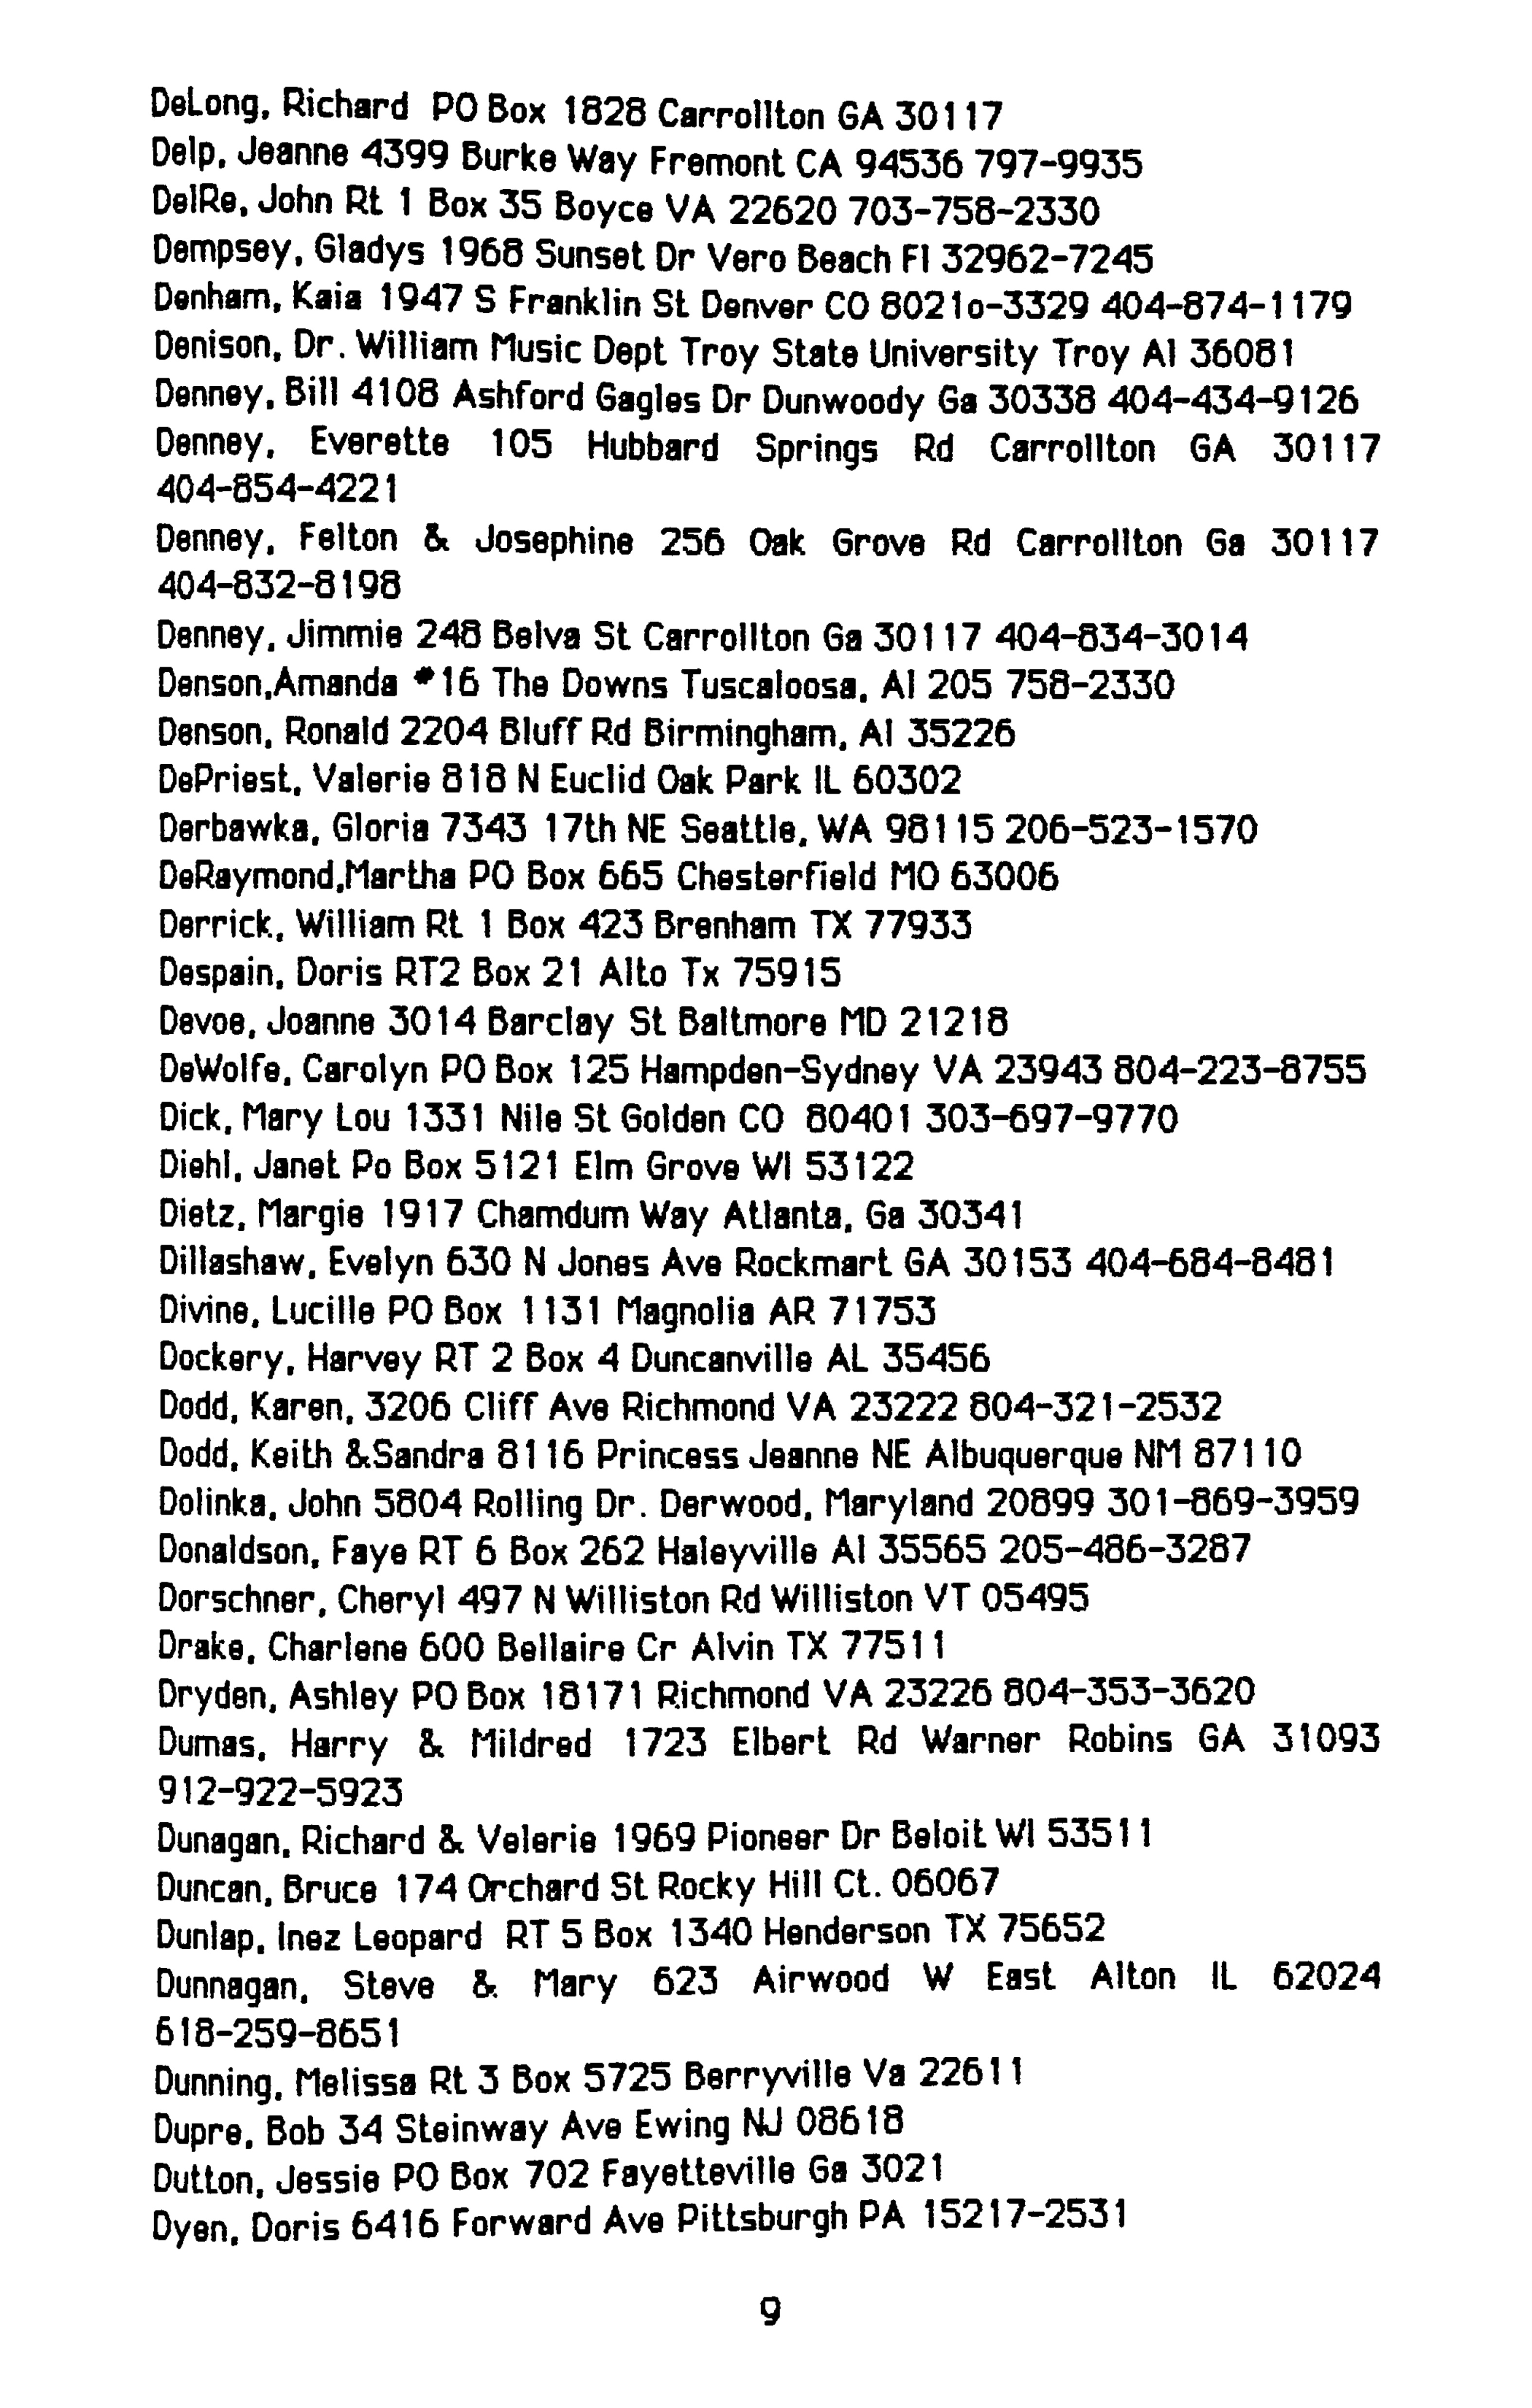 DeLong, Richard PO Box 1828 Carrollton GA 30117
Delp, Jeanne 4399 Burke Way Fremont CA 94536 797-9935
DelRe, John Rt 1 Box 35 Boyce VA 22620 703-758-2330
Dempsey, Gladys 1968 Sunset Dr Vero Beach Fl 32962-7245
Denham, Kaia 1947 S Franklin St Denver CO 8021o-3329 404-874-1179
Denison, Dr. William Music Dept Troy State University Troy Al 36081
Denney, Bill 4108 Ashford Gagles Dr Dunwoody Ga 30338 404-434-9126
Denney, Everette 105 Hubbard Springs Rd Carrollton GA 30117
404-854-4221
Denney, Felton & Josephine 256 Oak Grove Rd Carrollton Ga 30117
404-832-8198
Denney, Jimmie 248 Belva St Carrollton Ga 30117 404-834-3014
Denson,Amanda #16 The Downs Tuscaloosa, Al 205 758-2330
Denson, Ronald 2204 Bluff Rd Birmingham, Al 35226
DePriest, Valerie 818 N Euclid Oak Park IL 60302
Derbawka, Gloria 7343 17th NE Seattle, WA 98115 206-523-1570
DeRaymond,Martha PO Box 665 Chesterfield MO 63006
Derrick, William Rt 1 Box 423 Brenham TX 77933
Despain, Doris RT2 Box 21 Alto Tx 75915
Devoe, Joanne 3014 Barclay St Baltmore MD 21218
DeWolfe, Carolyn PO Box 125 Hampden-Sydney VA 23943 804-223-8755
Dick, Mary Lou 1331 Nile St Golden CO 80401 303-697-9770
Diehl, Janet Po Box 5121 Elm Grove WI 53122
Dietz, Margie 1917 Chamdum Way Atlanta, Ga 30341
Dillashaw, Evelyn 630 N Jones Ave Rockmart GA 30153 404-684-8481
Divine, Lucille PO Box 1131 Magnolia AR 71753
Dockery, Harvey RT 2 Box 4 Duncanville AL 35456
Dodd, Karen, 3206 Cliff Ave Richmond VA 23222 804-321-2532
Dodd, Keith &Sandra 8116 Princess Jeanne NE Albuquerque NM 87110
Dolinka, John 5804 Rolling Dr. Derwood, Maryland 20899 301-869-3959
Donaldson, Faye RT 6 Box 262 Haleyville Al 35565 205-486-3287
Dorschner, Cheryl 497 N Williston Rd Williston VT 05495
Drake, Charlene 600 Bellaire Cr Alvin TX 77511
Dryden, Ashley PO Box 18171 Richmond VA 23226 804-353-3620
Dumas, Harry & Mildred 1723 Elbert Rd Warner Robins GA 31093
912-922-5923
Dunagan, Richard & Velerie 1969 Pioneer Dr Beloit WI 53511
Duncan, Bruce 174 Orchard St Rocky Hill Ct. 06067
Dunlap, Inez Leopard RT 5 Box 1340 Henderson TX 75652
Dunnagan, Steve & Mary 623 Airwood W East Alton IL 62024
618-259-8651
Dunning, Melissa Rt 3 Box 5725 Berryville Va 22611
Dupre, Bob 34 Steinway Ave Ewing NJ 08618
Dutton, Jessie PO Box 702 Fayetteville Ga 3021
Dyen, Doris 6416 Forward Ave Pittsburgh PA 15217-2531
9